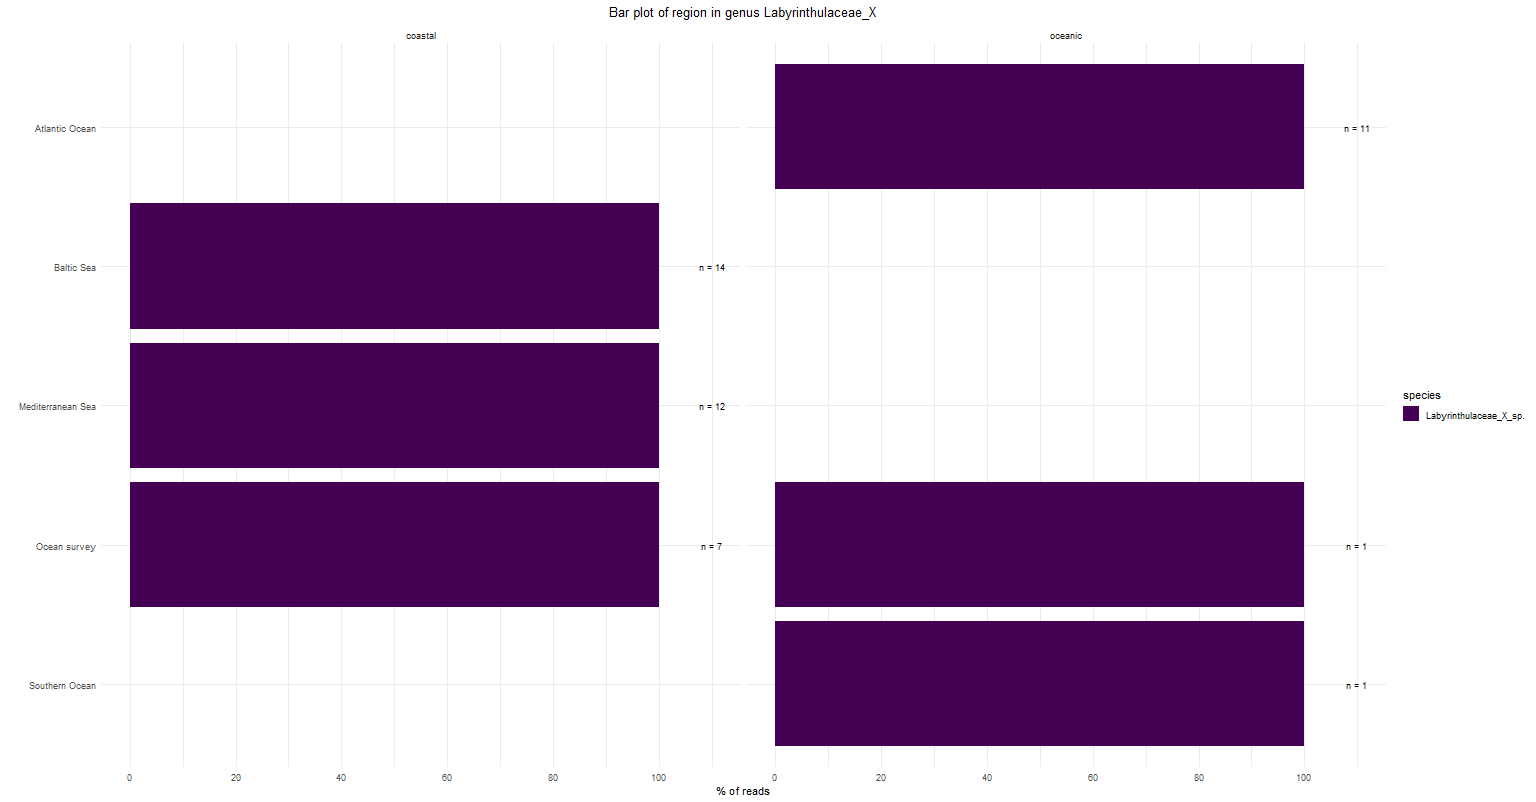 Bar plot of region in genus Labyrinthulaceae_X
coastal
oceanic
Atlantic Ocean
n = 11
Baltic Sea
n = 14
Mediterranean Sea
n = 12
species
Labyrinthulaceae_X_sp.
Ocean survey
n = 7
n = 1
Southern Ocean
n = 1
0 20 40 60 80 100
0 20 40 60 80 100
% of reads